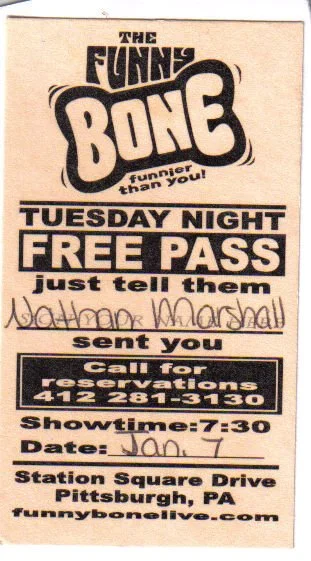 THE
FUNNY
BONE
funnier
than you!
TUESDAY NIGHT
FREE PASS
just tell them
Nathan Marshall
sent you
Call for
reservations
412 281-3130
Showtime:7:30
Date: Jan. 7
Station Square Drive
Pittsburgh, PA
funnybonelive.com